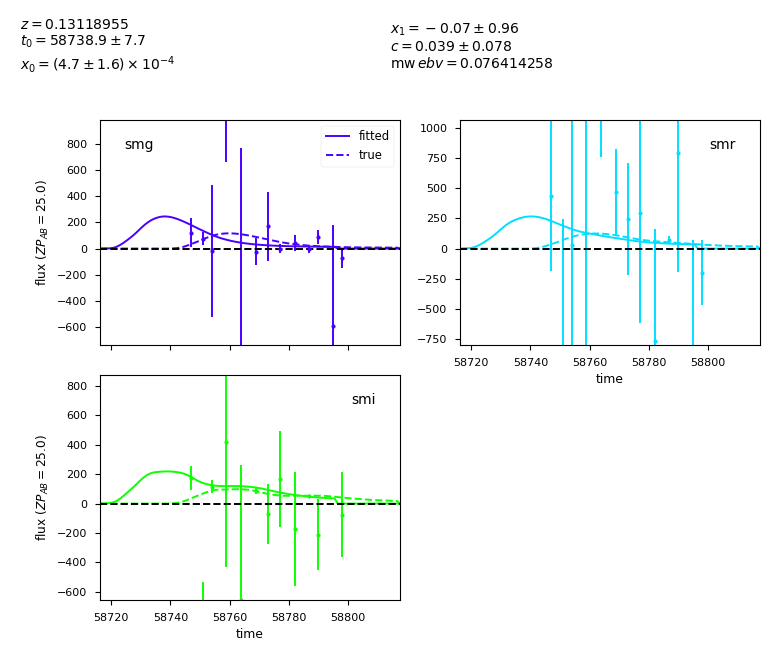 z = 0.13118955
t₀ = 58738.9 ± 7.7
x₀ = (4.7 ± 1.6) × 10⁻⁴
x₁ = −0.07 ± 0.96
c = 0.039 ± 0.078
mw ebv = 0.076414258
smg
fitted
true
flux (ZP_AB = 25.0)
800
600
400
200
0
−200
−400
−600
smr
1000
750
500
250
0
−250
−500
−750
58720 58740 58760 58780 58800
time
smi
flux (ZP_AB = 25.0)
800
600
400
200
0
−200
−400
−600
58720 58740 58760 58780 58800
time